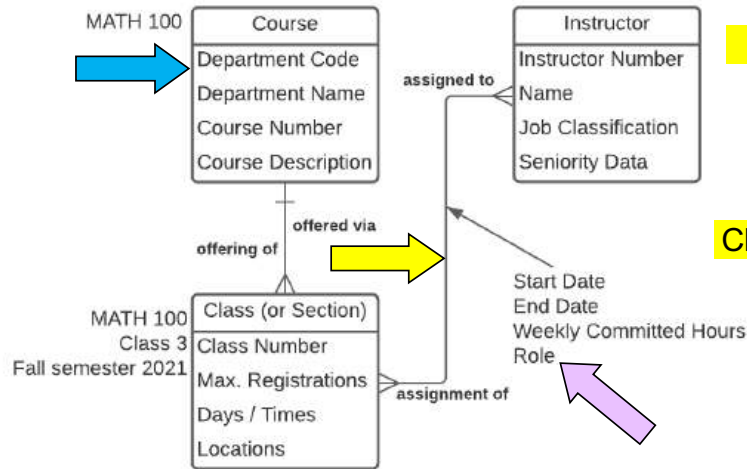 MATH 100
Course
Department Code
Department Name
Course Number
Course Description
Instructor
Instructor Number
Name
Job Classification
Seniority Data
assigned to
offered via
offering of
MATH 100
Class 3
Fall semester 2021
Class (or Section)
Class Number
Max. Registrations
Days / Times
Locations
assignment of
Start Date
End Date
Weekly Committed Hours
Role